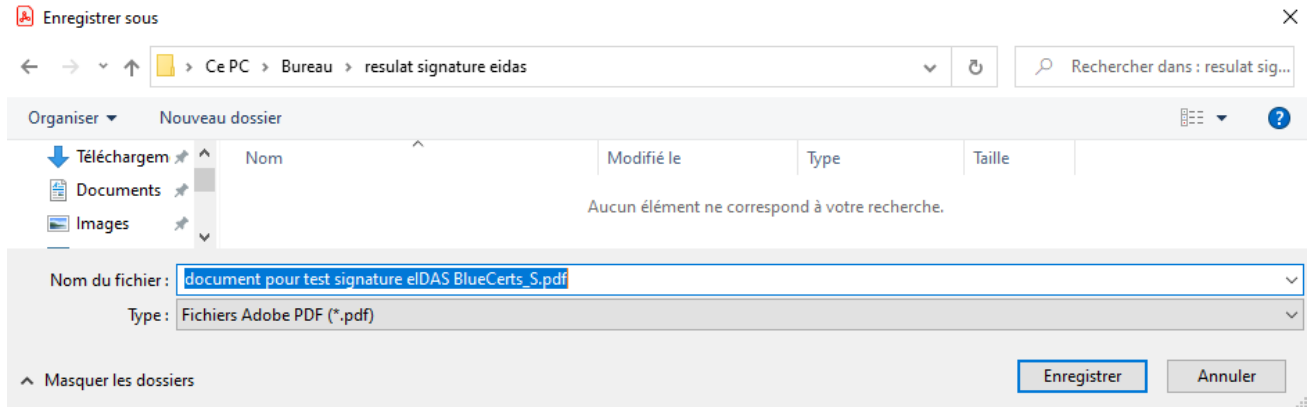 Enregistrer sous
Ce PC > Bureau > resulat signature eidas
Rechercher dans : resulat sig...
Organiser Nouveau dossier
Téléchargem Nom Modifié le Type Taille
Documents
Aucun élément ne correspond à votre recherche.
Images
Nom du fichier : document pour test signature eIDAS BlueCerts_S.pdf
Type : Fichiers Adobe PDF (*.pdf)
Masquer les dossiers Enregistrer Annuler